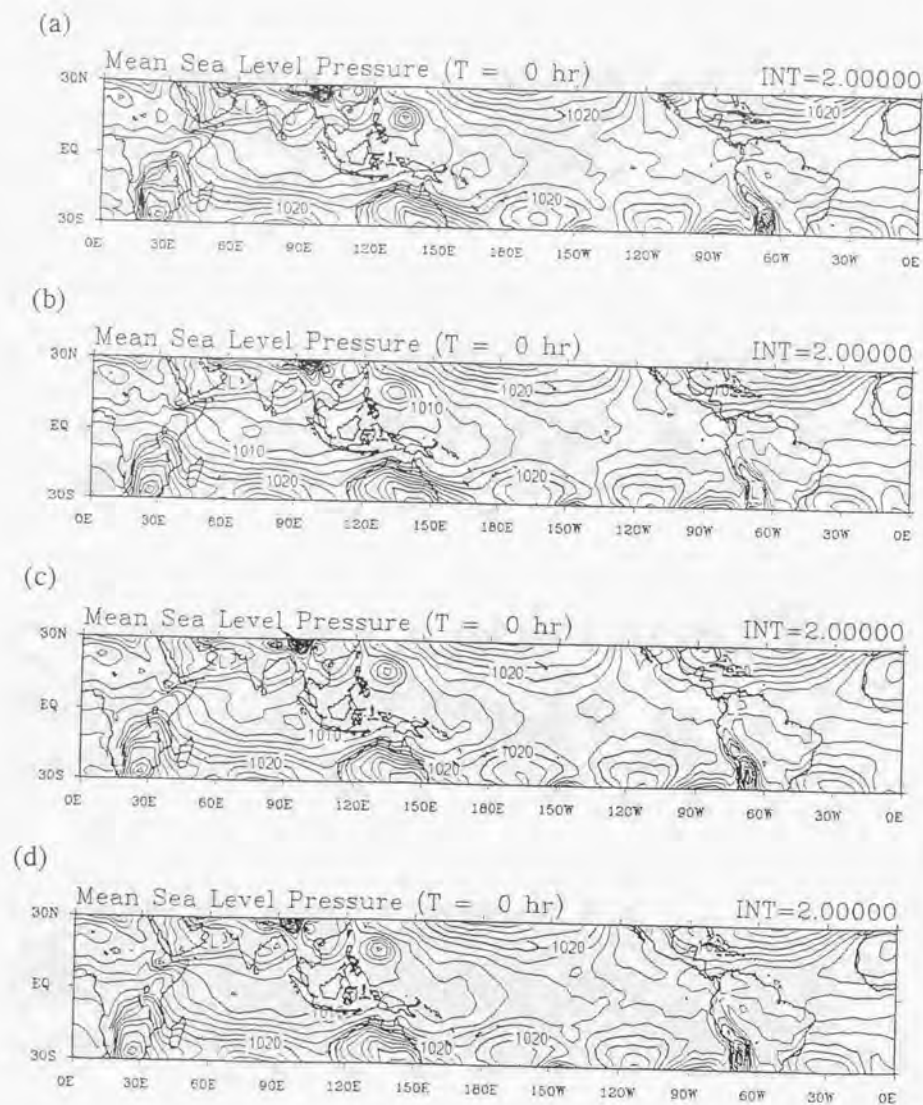 (a)
Mean Sea Level Pressure (T = 0 hr) INT=2.00000
30N
1020 1020
EQ
1020
30S
0E 30E 60E 90E 120E 150E 180E 150W 120W 90W 60W 30W 0E
(b)
Mean Sea Level Pressure (T = 0 hr) INT=2.00000
30N
1020
1010
EQ
1010
1020 1020
30S
0E 30E 60E 90E 120E 150E 180E 150W 120W 90W 60W 30W 0E
(c)
Mean Sea Level Pressure (T = 0 hr) INT=2.00000
30N
1020
EQ
1010
1020 1020
30S
0E 30E 60E 90E 120E 150E 180E 150W 120W 90W 60W 30W 0E
(d)
Mean Sea Level Pressure (T = 0 hr) INT=2.00000
30N
1020
EQ
1020 1020 1020
30S
0E 30E 60E 90E 120E 150E 180E 150W 120W 90W 60W 30W 0E